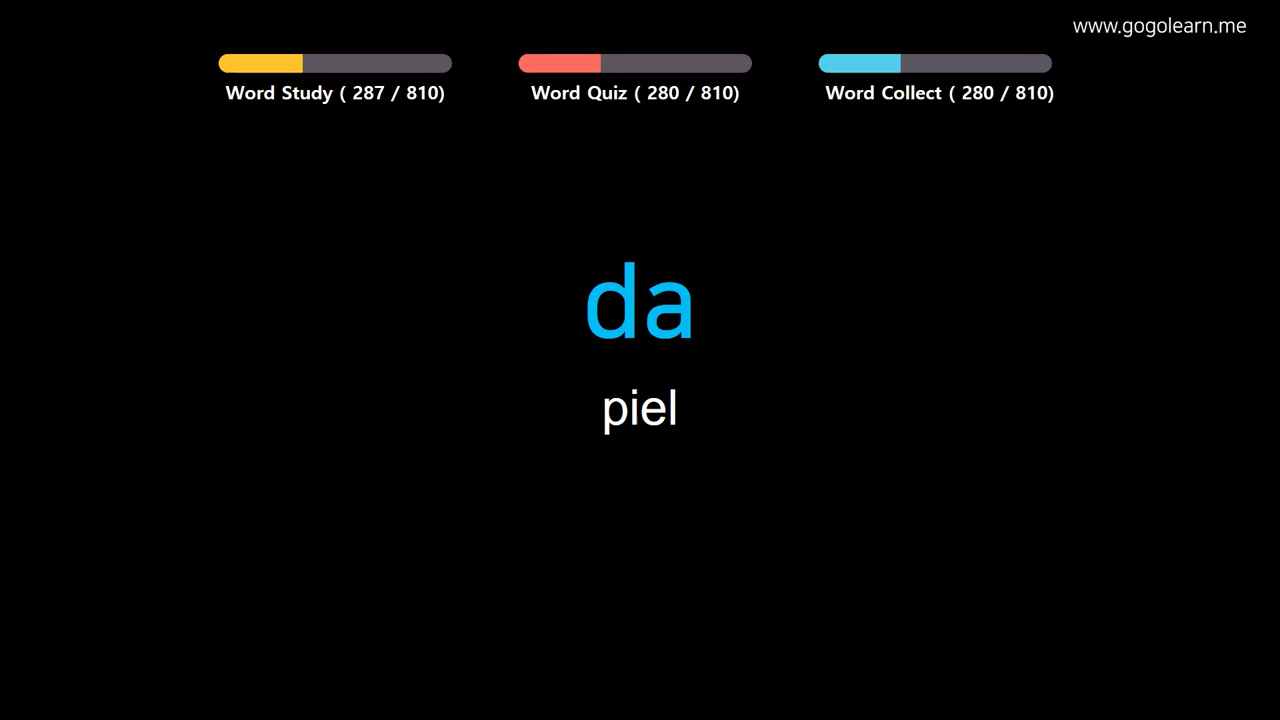 www.gogolearn.me
Word Study ( 287 / 810)
Word Quiz ( 280 / 810)
Word Collect ( 280 / 810)
da
piel